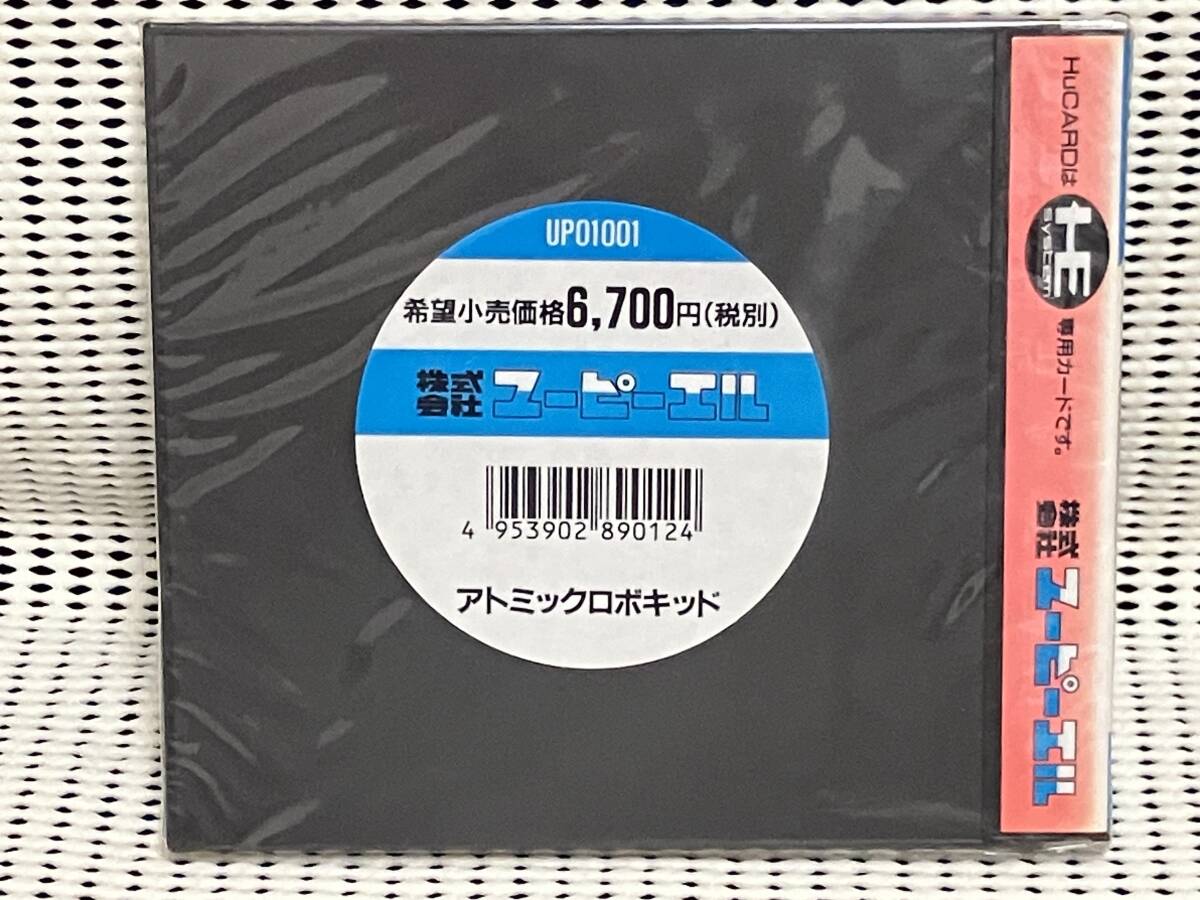 UP01001
希望小売価格6,700円(税別)
株式会社 ユーピーエル
4 953902 890124
アトミックロボキッド
HuCARDは HE SYSTEM 専用カードです。
株式会社 ユーピーエル